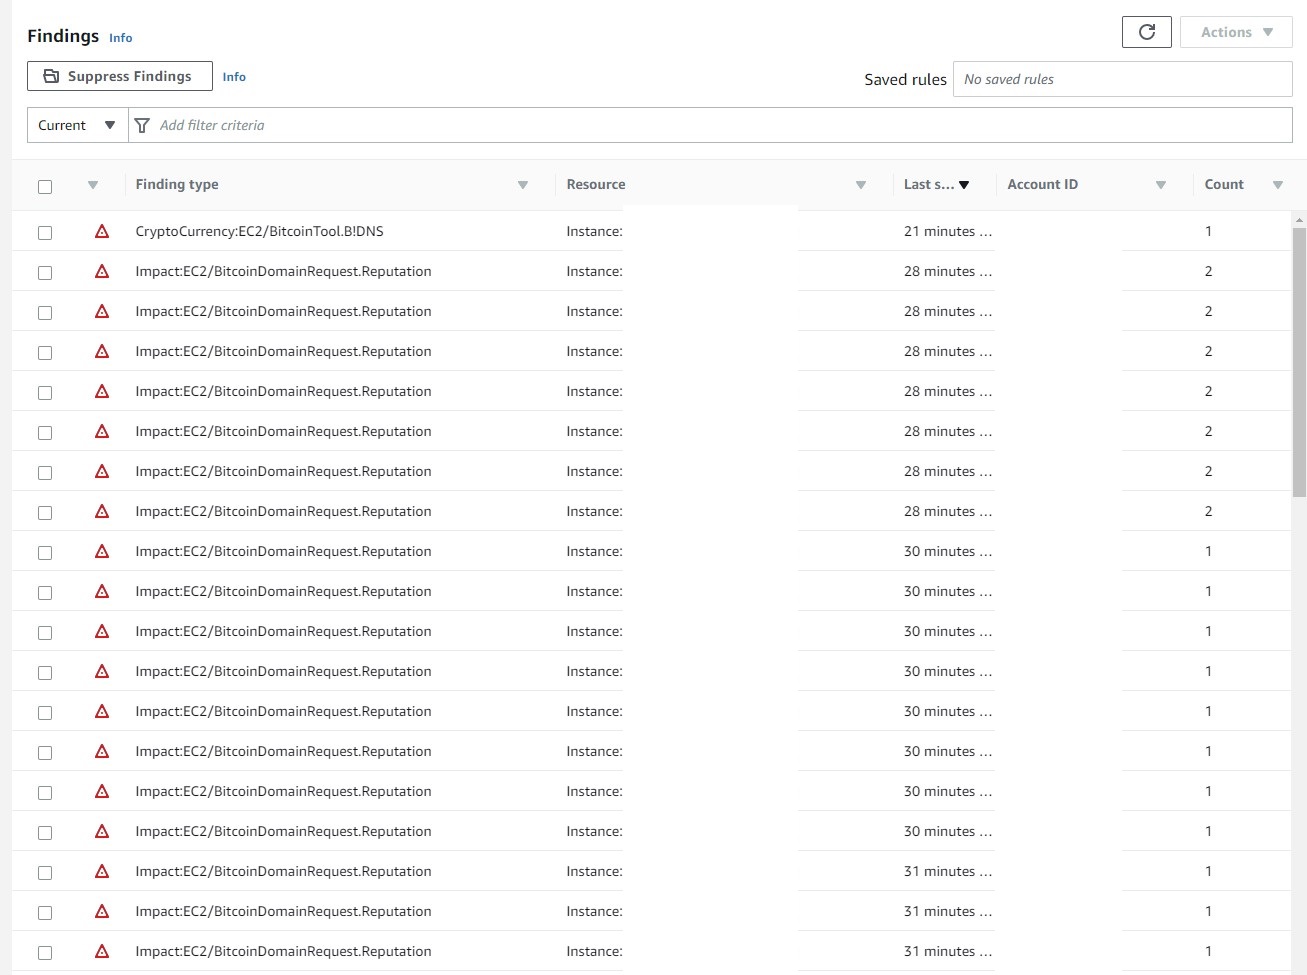 Findings Info
Actions
Suppress Findings Info
Saved rules No saved rules
Current Add filter criteria
Finding type Resource Last s... Account ID Count
CryptoCurrency:EC2/BitcoinTool.B!DNS Instance: 21 minutes ... 1
Impact:EC2/BitcoinDomainRequest.Reputation Instance: 28 minutes ... 2
Impact:EC2/BitcoinDomainRequest.Reputation Instance: 28 minutes ... 2
Impact:EC2/BitcoinDomainRequest.Reputation Instance: 28 minutes ... 2
Impact:EC2/BitcoinDomainRequest.Reputation Instance: 28 minutes ... 2
Impact:EC2/BitcoinDomainRequest.Reputation Instance: 28 minutes ... 2
Impact:EC2/BitcoinDomainRequest.Reputation Instance: 28 minutes ... 2
Impact:EC2/BitcoinDomainRequest.Reputation Instance: 28 minutes ... 2
Impact:EC2/BitcoinDomainRequest.Reputation Instance: 30 minutes ... 1
Impact:EC2/BitcoinDomainRequest.Reputation Instance: 30 minutes ... 1
Impact:EC2/BitcoinDomainRequest.Reputation Instance: 30 minutes ... 1
Impact:EC2/BitcoinDomainRequest.Reputation Instance: 30 minutes ... 1
Impact:EC2/BitcoinDomainRequest.Reputation Instance: 30 minutes ... 1
Impact:EC2/BitcoinDomainRequest.Reputation Instance: 30 minutes ... 1
Impact:EC2/BitcoinDomainRequest.Reputation Instance: 30 minutes ... 1
Impact:EC2/BitcoinDomainRequest.Reputation Instance: 30 minutes ... 1
Impact:EC2/BitcoinDomainRequest.Reputation Instance: 31 minutes ... 1
Impact:EC2/BitcoinDomainRequest.Reputation Instance: 31 minutes ... 1
Impact:EC2/BitcoinDomainRequest.Reputation Instance: 31 minutes ... 1